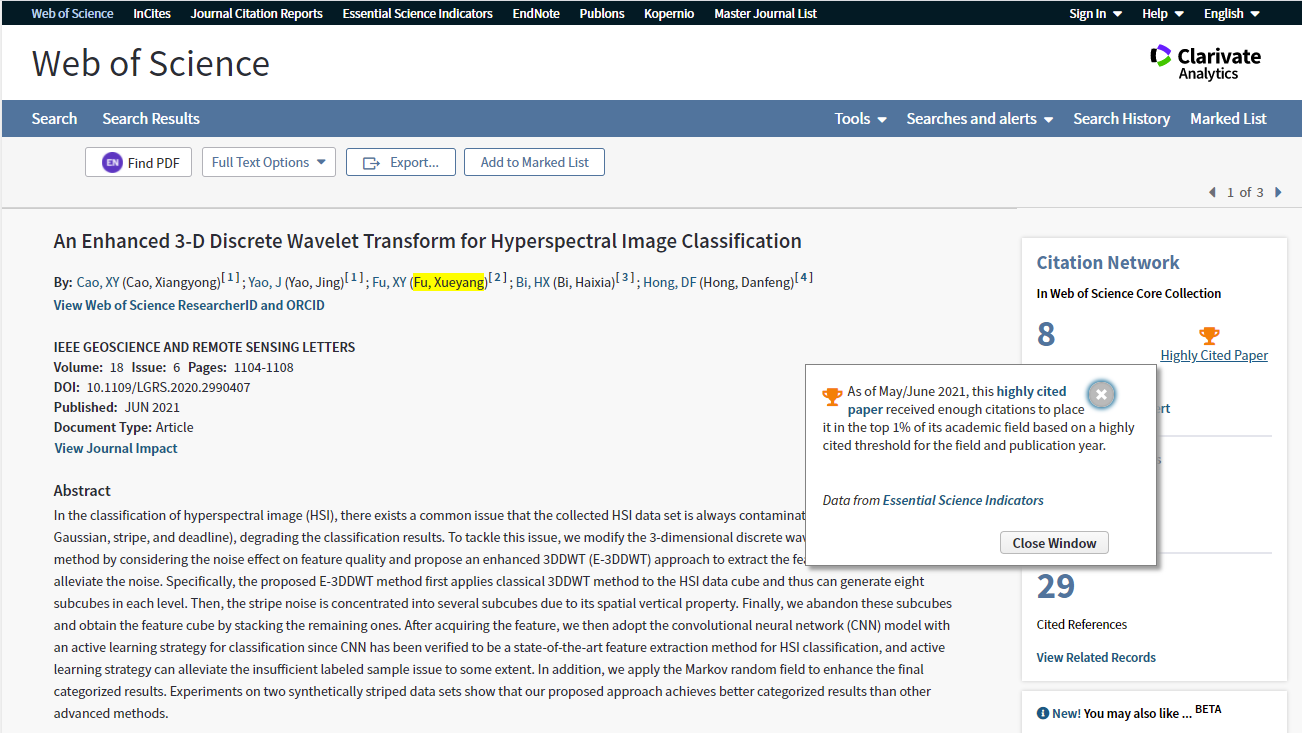 Web of Science InCites Journal Citation Reports Essential Science Indicators EndNote Publons Kopernio Master Journal List Sign In Help English
Web of Science
Clarivate
Analytics
Search Search Results Tools Searches and alerts Search History Marked List
EN Find PDF Full Text Options Export... Add to Marked List
1 of 3
An Enhanced 3-D Discrete Wavelet Transform for Hyperspectral Image Classification
By: Cao, XY (Cao, Xiangyong)[ 1 ] ; Yao, J (Yao, Jing)[ 1 ] ; Fu, XY (Fu, Xueyang)[ 2 ] ; Bi, HX (Bi, Haixia)[ 3 ] ; Hong, DF (Hong, Danfeng)[ 4 ]
View Web of Science ResearcherID and ORCID
IEEE GEOSCIENCE AND REMOTE SENSING LETTERS
Volume: 18 Issue: 6 Pages: 1104-1108
DOI: 10.1109/LGRS.2020.2990407
Published: JUN 2021
Document Type: Article
View Journal Impact
Abstract
In the classification of hyperspectral image (HSI), there exists a common issue that the collected HSI data set is always
Gaussian, stripe, and deadline), degrading the classification results. To tackle this issue, we modify the 3-dimensional discrete
method by considering the noise effect on feature quality and propose an enhanced 3DDWT (E-3DDWT) approach to extract the
alleviate the noise. Specifically, the proposed E-3DDWT method first applies classical 3DDWT method to the HSI data cube and thus can generate eight
subcubes in each level. Then, the stripe noise is concentrated into several subcubes due to its spatial vertical property. Finally, we abandon these subcubes
and obtain the feature cube by stacking the remaining ones. After acquiring the feature, we then adopt the convolutional neural network (CNN) model with
an active learning strategy for classification since CNN has been verified to be a state-of-the-art feature extraction method for HSI classification, and active
learning strategy can alleviate the insufficient labeled sample issue to some extent. In addition, we apply the Markov random field to enhance the final
categorized results. Experiments on two synthetically striped data sets show that our proposed approach achieves better categorized results than other
advanced methods.
Citation Network
In Web of Science Core Collection
8
Highly Cited Paper
As of May/June 2021, this highly cited
paper received enough citations to place
it in the top 1% of its academic field based on a highly
cited threshold for the field and publication year.
Data from Essential Science Indicators
Close Window
29
Cited References
View Related Records
New! You may also like ... BETA